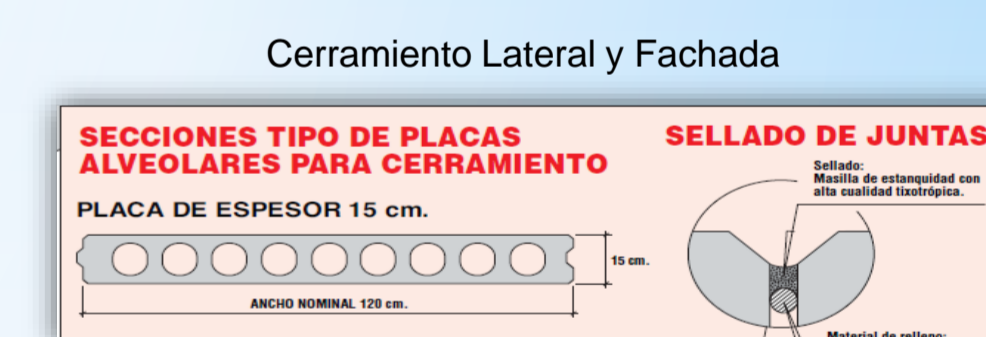 Cerramiento Lateral y Fachada
SECCIONES TIPO DE PLACAS
ALVEOLARES PARA CERRAMIENTO
PLACA DE ESPESOR 15 cm.
15 cm.
ANCHO NOMINAL 120 cm.
SELLADO DE JUNTAS
Sellado:
Masilla de estanquidad con
alta cualidad tixotrópica.
Material de relleno: